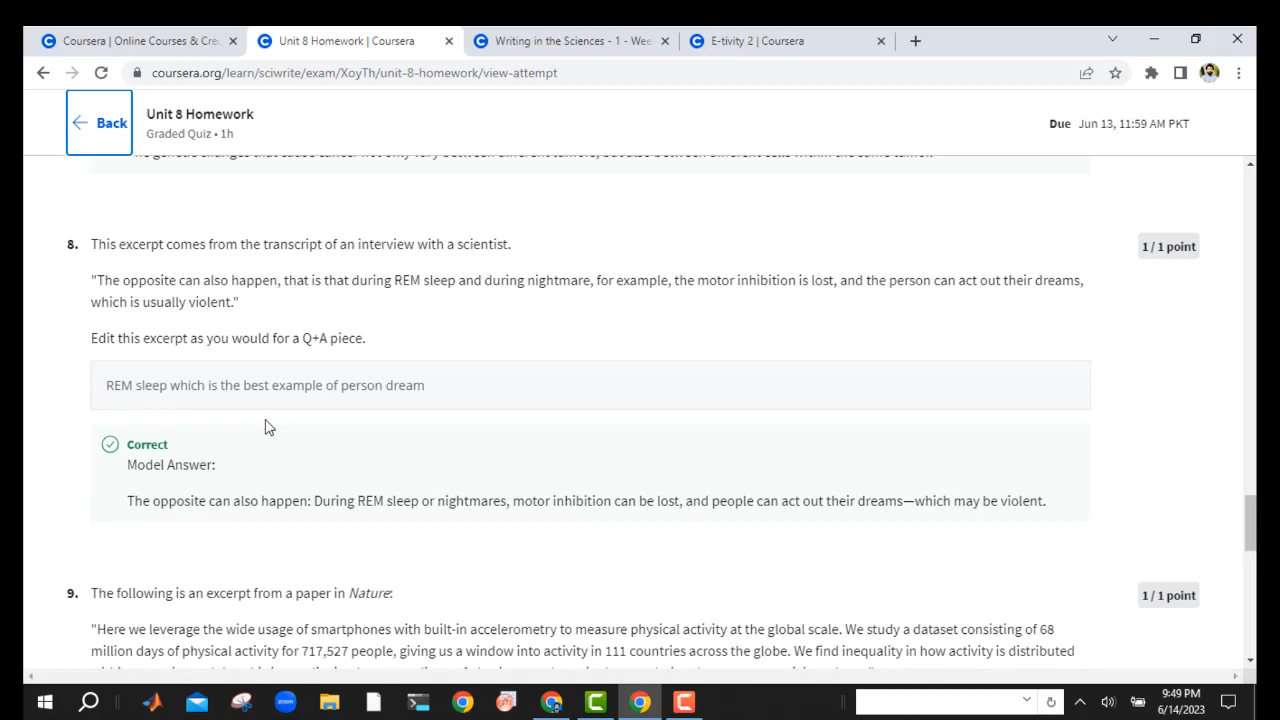 Coursera | Online Courses & Cre
Unit 8 Homework | Coursera
Writing in the Sciences - 1 - Wee
E-tivity 2 | Coursera
coursera.org/learn/sciwrite/exam/XoyTh/unit-8-homework/view-attempt
Back
Unit 8 Homework
Graded Quiz • 1h
Due Jun 13, 11:59 AM PKT
8. This excerpt comes from the transcript of an interview with a scientist.
1 / 1 point
"The opposite can also happen, that is that during REM sleep and during nightmare, for example, the motor inhibition is lost, and the person can act out their dreams,
which is usually violent."
Edit this excerpt as you would for a Q+A piece.
REM sleep which is the best example of person dream
Correct
Model Answer:
The opposite can also happen: During REM sleep or nightmares, motor inhibition can be lost, and people can act out their dreams—which may be violent.
9. The following is an excerpt from a paper in Nature:
1 / 1 point
"Here we leverage the wide usage of smartphones with built-in accelerometry to measure physical activity at the global scale. We study a dataset consisting of 68
million days of physical activity for 717,527 people, giving us a window into activity in 111 countries across the globe. We find inequality in how activity is distributed
zoom
9:49 PM
6/14/2023